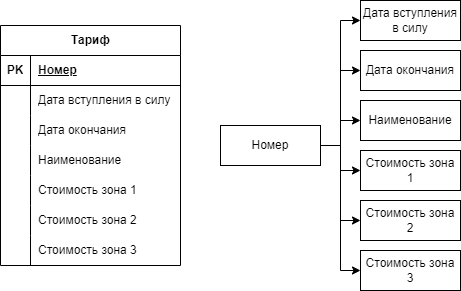 Тариф
PK Номер
Дата вступления в силу
Дата окончания
Наименование
Стоимость зона 1
Стоимость зона 2
Стоимость зона 3
Номер
Дата вступления
в силу
Дата окончания
Наименование
Стоимость зона
1
Стоимость зона
2
Стоимость зона
3